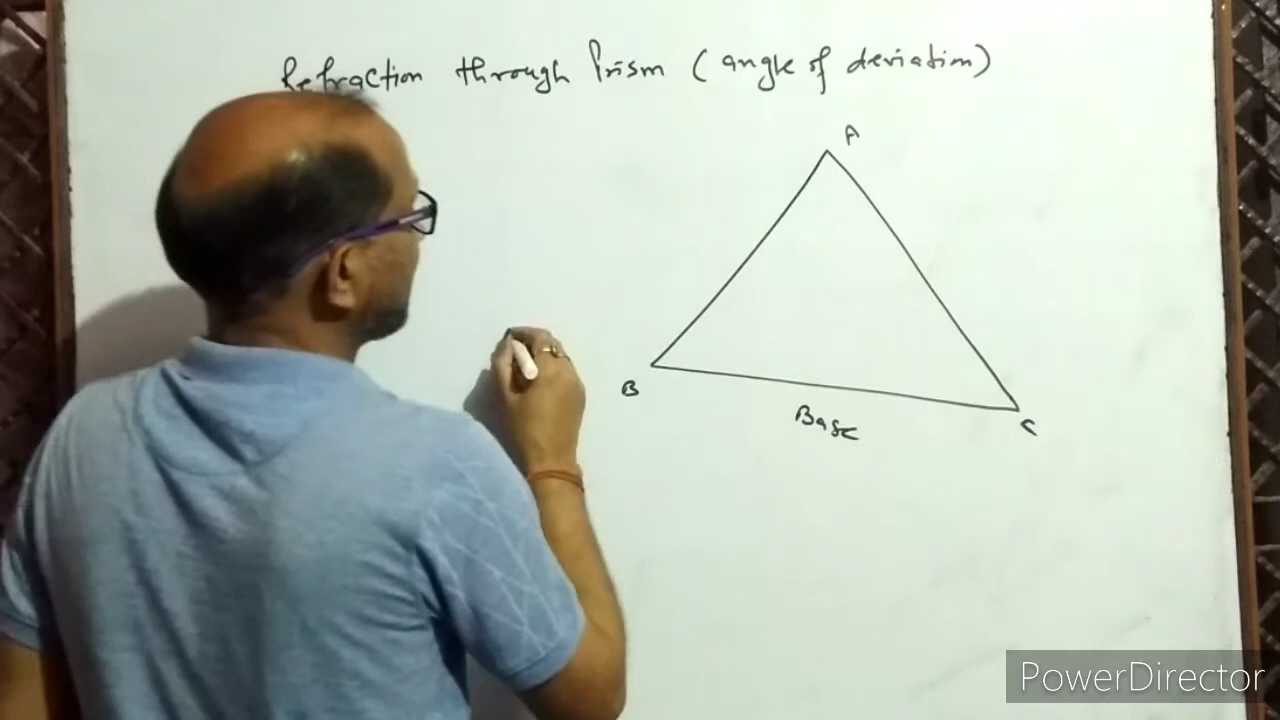 Refraction through Prism (angle of deviation)
A
B
Base
C
PowerDirector